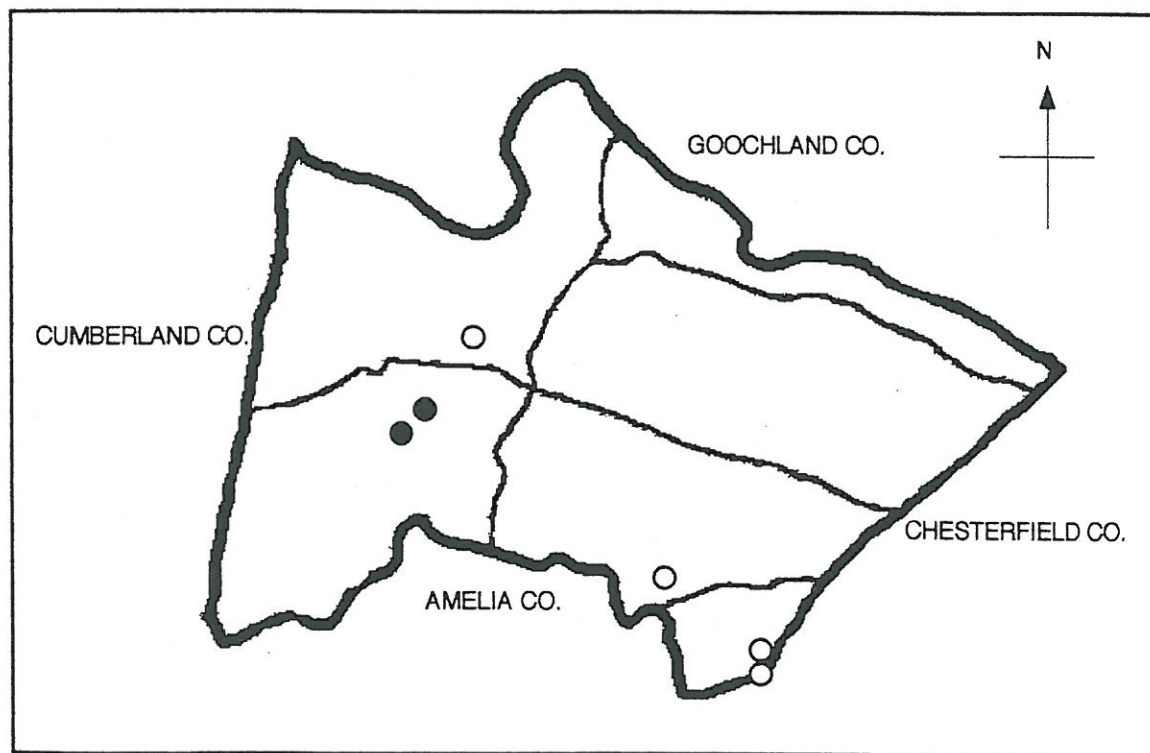 N
GOOCHLAND CO.
CUMBERLAND CO.
CHESTERFIELD CO.
AMELIA CO.